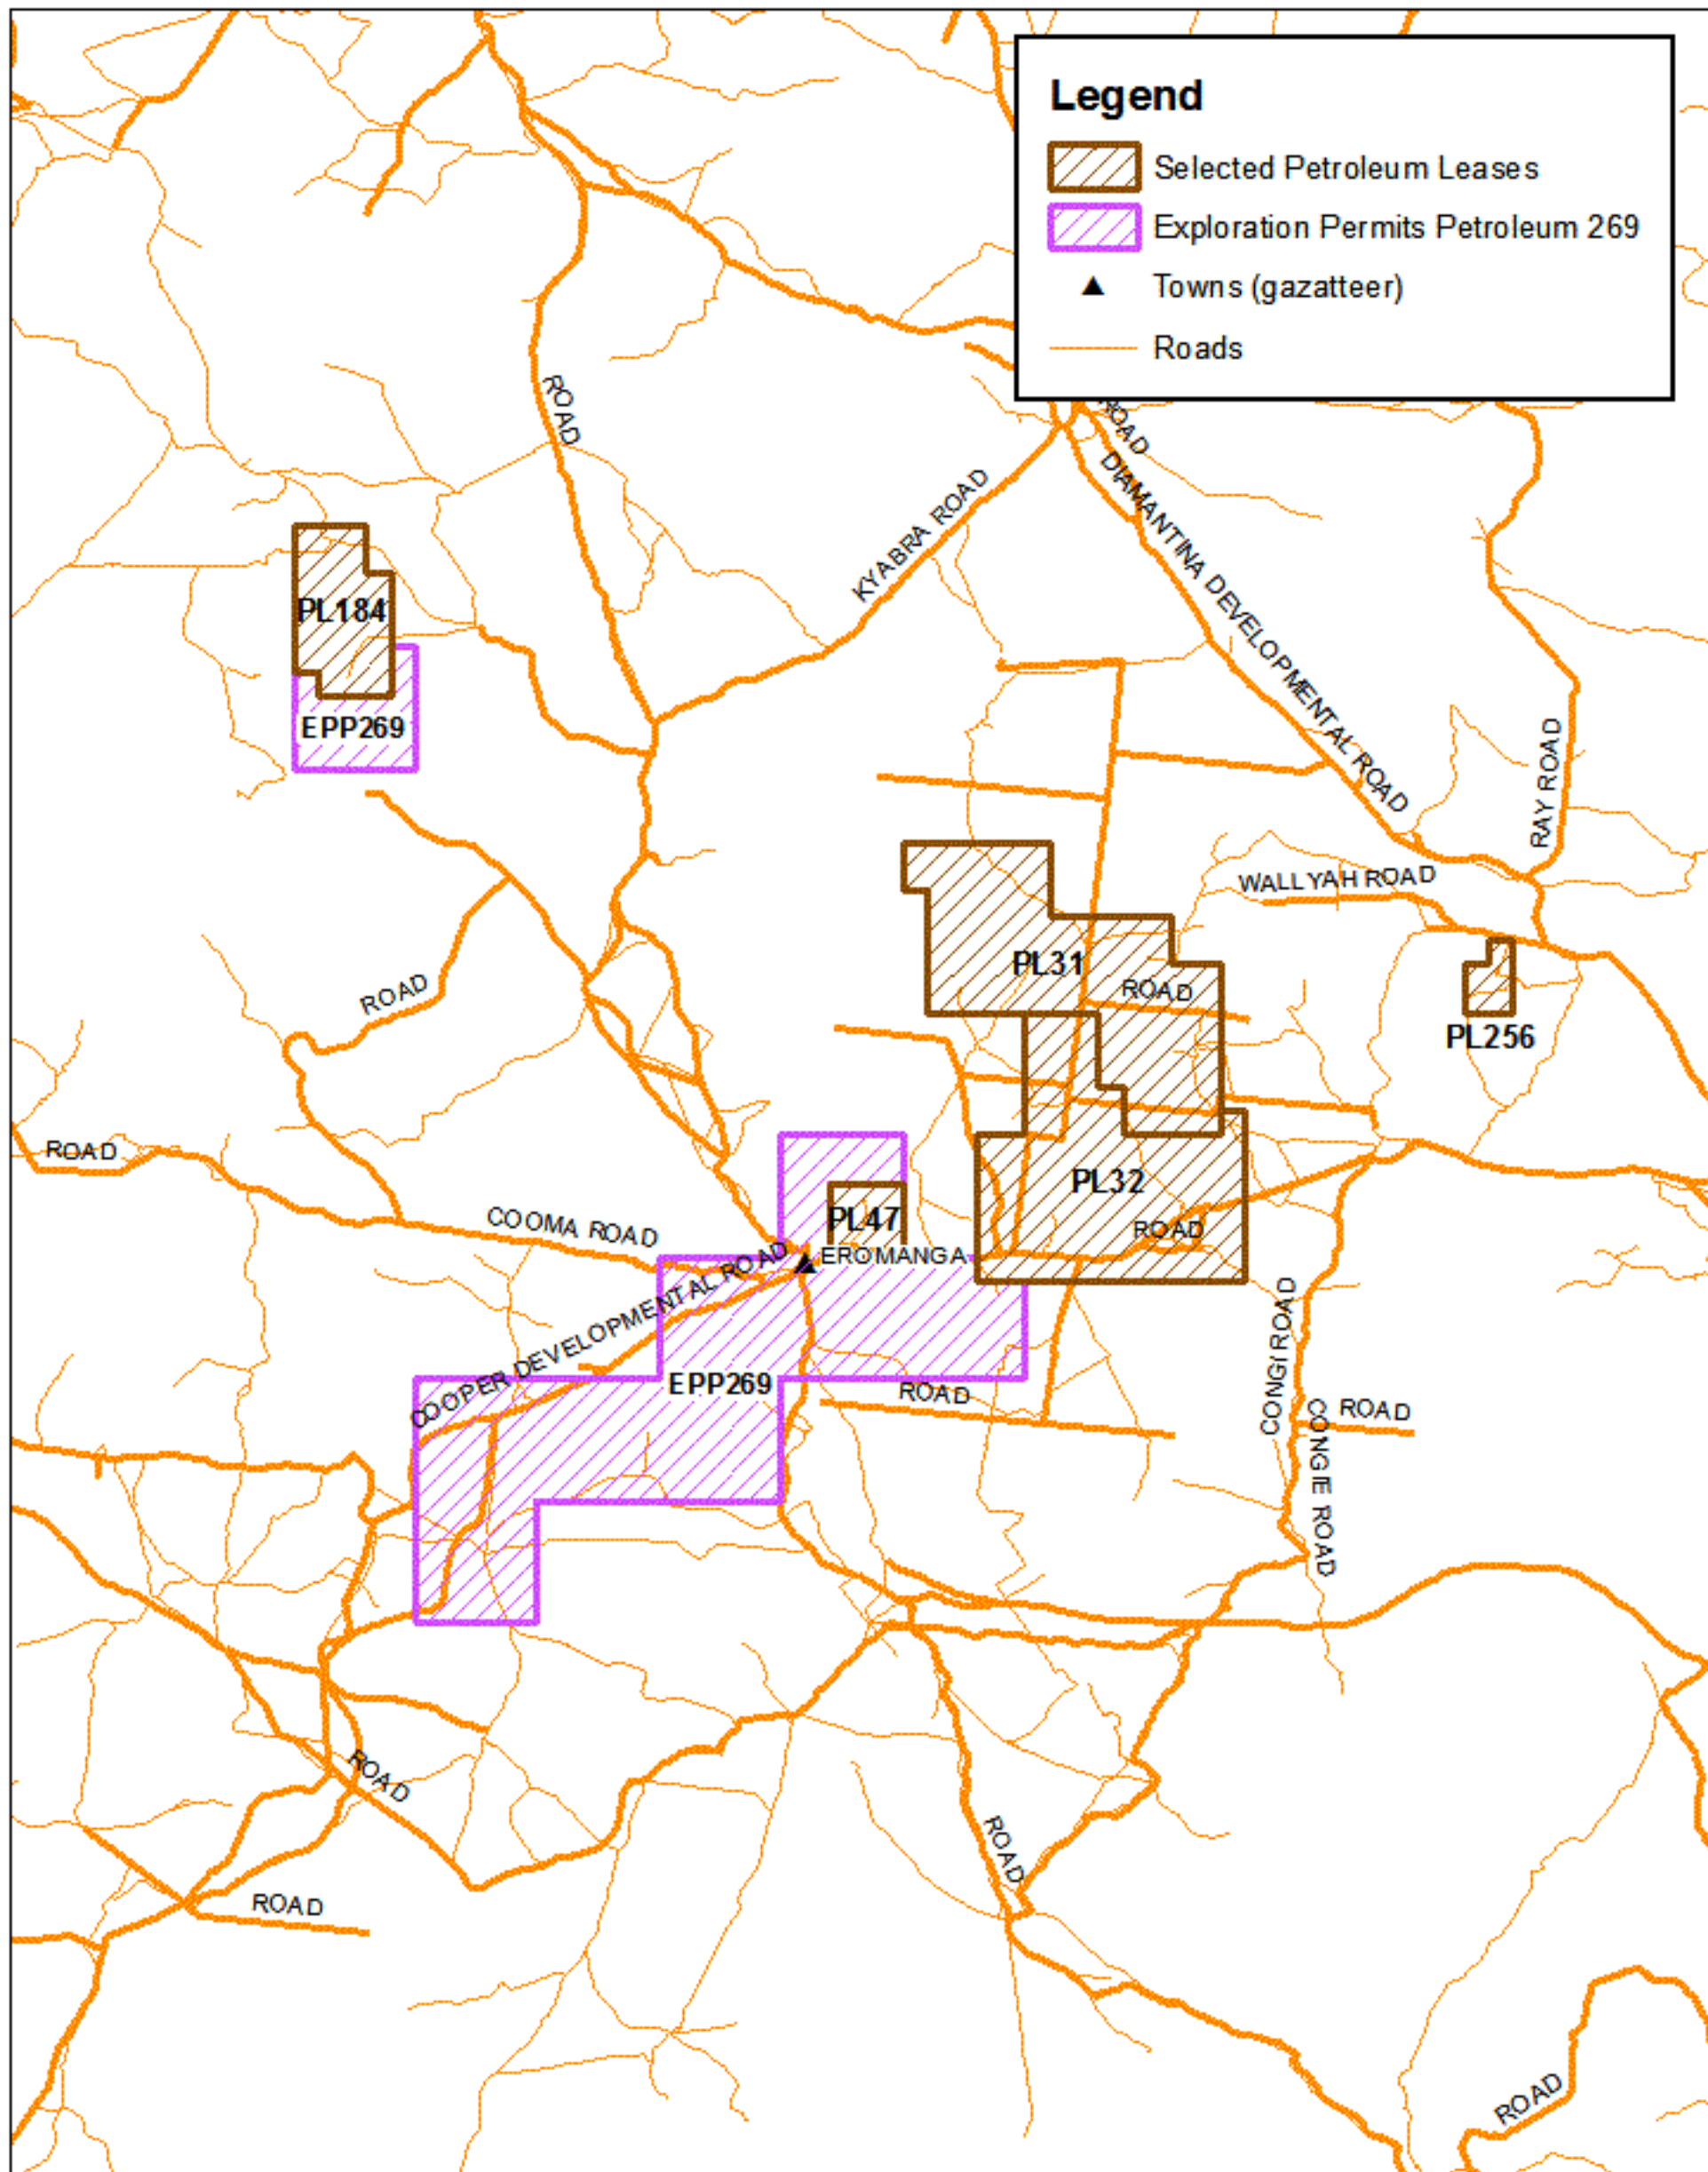 Legend
Selected Petroleum Leases
Exploration Permits Petroleum 269
Towns (gazatteer)
Roads
ROAD
ROAD
KYABRA ROAD
DIAMANTINA DEVELOPMENTAL ROAD
PL184
EPP269
RAY ROAD
WALLYAH ROAD
PL31
ROAD
ROAD
PL256
ROAD
PL32
PL47
COOMA ROAD
ROAD
EROMANGA
COOPER DEVELOPMENTAL ROAD
EPP269
ROAD
CONGI ROAD
ROAD
CONGIE ROAD
ROAD
ROAD
ROAD
ROAD